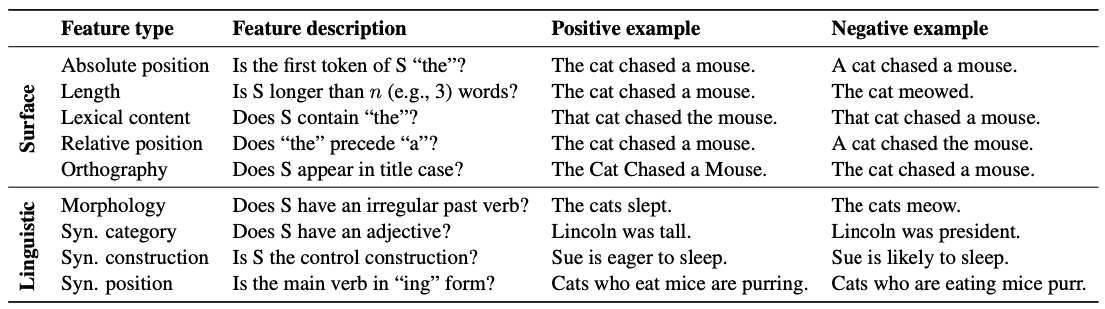 Feature type Feature description Positive example Negative example
Surface
Absolute position Is the first token of S “the”? The cat chased a mouse. A cat chased a mouse.
Length Is S longer than n (e.g., 3) words? The cat chased a mouse. The cat meowed.
Lexical content Does S contain “the”? That cat chased the mouse. That cat chased a mouse.
Relative position Does “the” precede “a”? The cat chased a mouse. A cat chased the mouse.
Orthography Does S appear in title case? The Cat Chased a Mouse. The cat chased a mouse.
Linguistic
Morphology Does S have an irregular past verb? The cats slept. The cats meow.
Syn. category Does S have an adjective? Lincoln was tall. Lincoln was president.
Syn. construction Is S the control construction? Sue is eager to sleep. Sue is likely to sleep.
Syn. position Is the main verb in “ing” form? Cats who eat mice are purring. Cats who are eating mice purr.